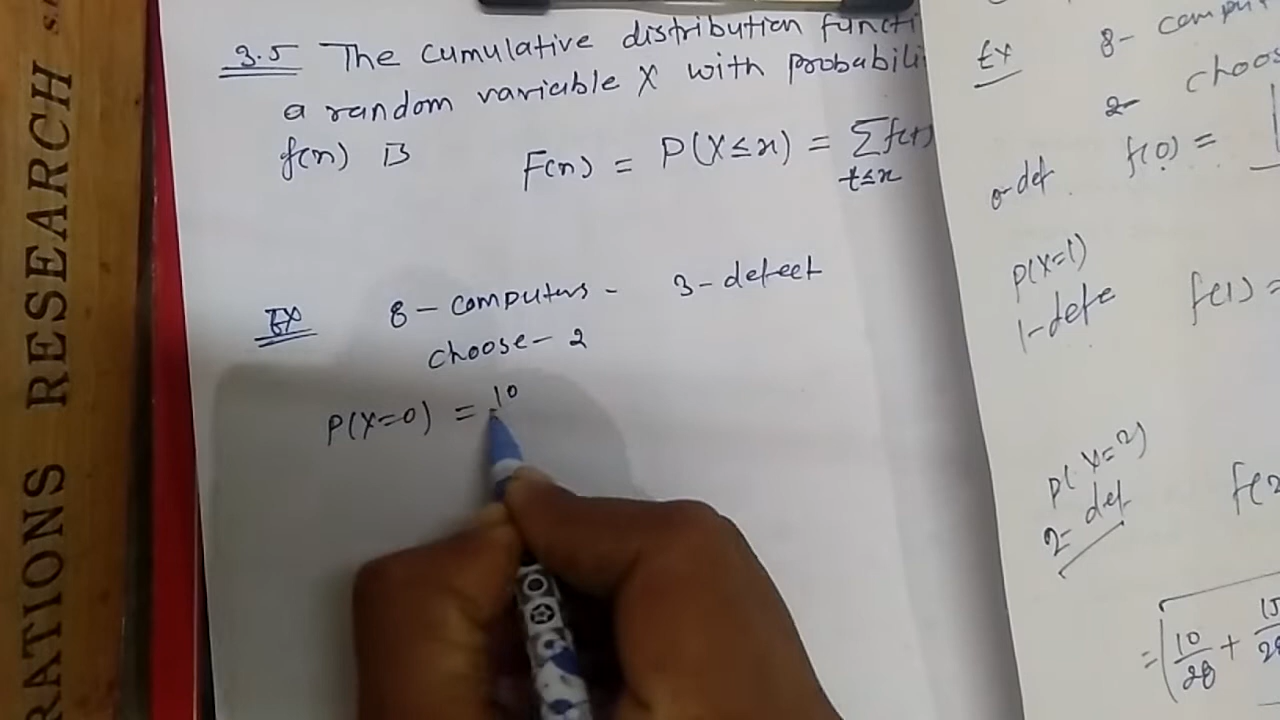 3.5 The cumulative distribution functi
a random variable X with probabili
f(x) is F(x) = P(X≤x) = ∑f(t)
t≤x
Ex 8 - computers - 3 - defect
choose - 2
P(X=0) = 10
Ex 8 - compu
2- choos
0-def f(0) =
P(X=1)
1-defe f(1) =
P(X=2)
2-def
= [10/28 + 15/28
RATIONS RESEARCH